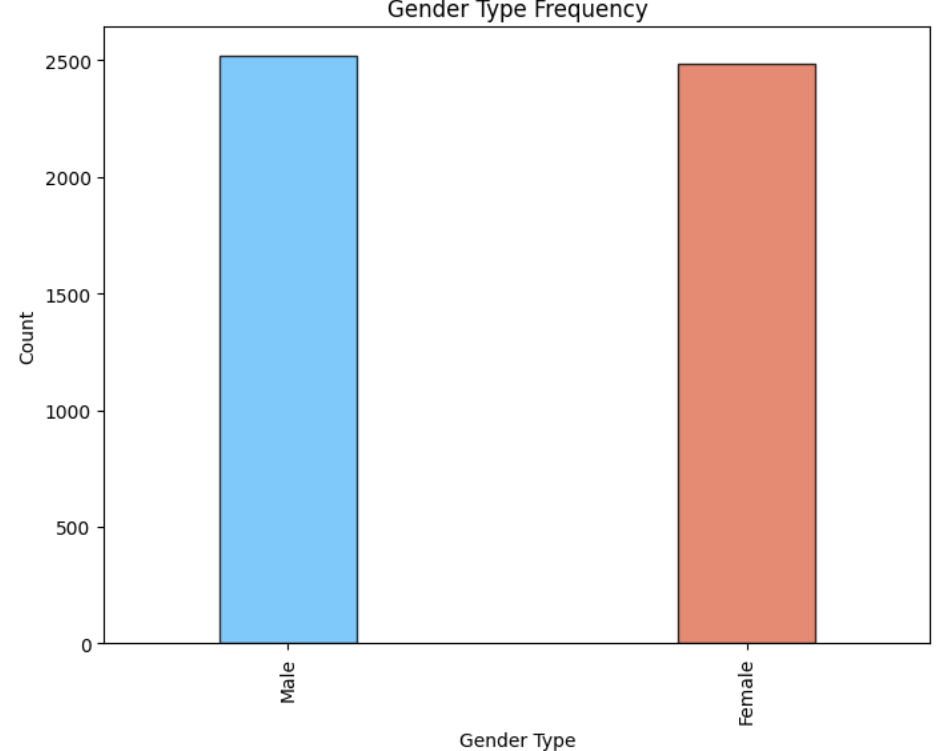 Gender Type Frequency
2500
2000
1500
1000
500
0
Count
Male
Female
Gender Type